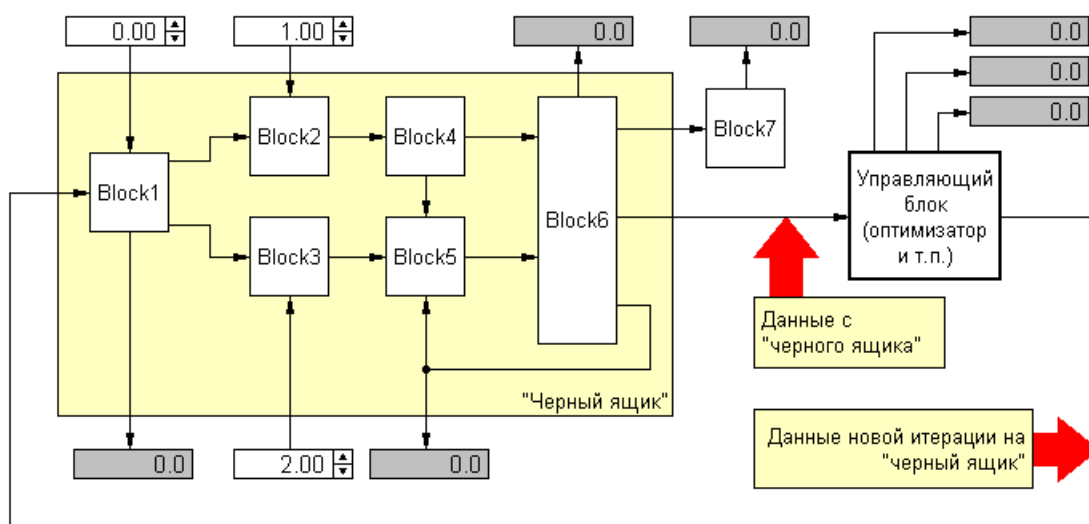 0.00
1.00
0.0
0.0
0.0
0.0
0.0
Block2
Block4
Block7
Block1
Block6
Block3
Block5
Управляющий
блок
(оптимизатор
и т.п.)
Данные с
"черного ящика"
"Черный ящик"
Данные новой итерации на
"черный ящик"
0.0
2.00
0.0